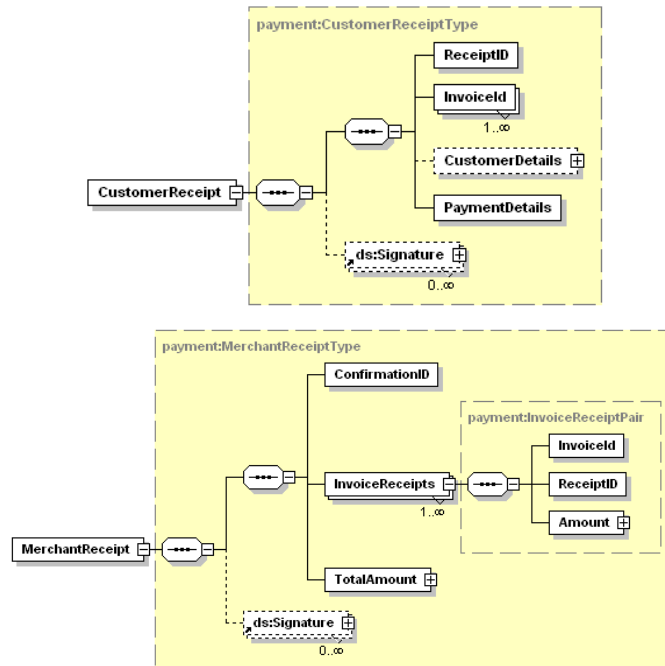 payment:CustomerReceiptType
ReceiptID
InvoiceId
1..∞
CustomerDetails
CustomerReceipt
PaymentDetails
ds:Signature
0..∞
payment:MerchantReceiptType
ConfirmationID
payment:InvoiceReceiptPair
InvoiceId
InvoiceReceipts
1..∞
ReceiptID
Amount
MerchantReceipt
TotalAmount
ds:Signature
0..∞